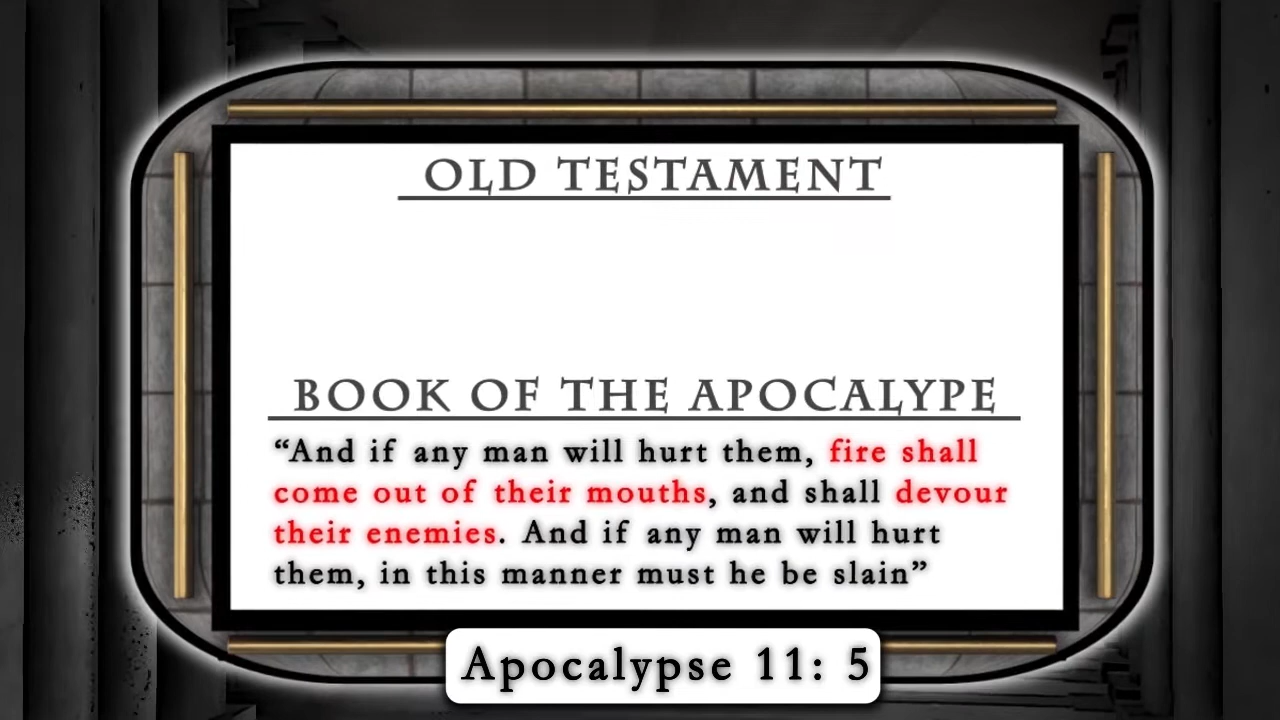 OLD TESTAMENT
BOOK OF THE APOCALYPE
“And if any man will hurt them, fire shall
come out of their mouths, and shall devour
their enemies. And if any man will hurt
them, in this manner must he be slain”
Apocalypse 11: 5